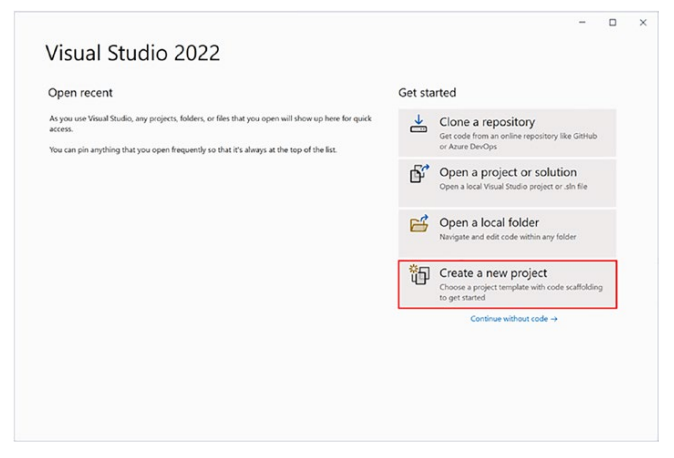 Visual Studio 2022
Open recent
As you use Visual Studio, any projects, folders, or files that you open will show up here for quick
access.
You can pin anything that you open frequently so that it's always at the top of the list.
Get started
Clone a repository
Get code from an online repository like GitHub
or Azure DevOps
Open a project or solution
Open a local Visual Studio project or .sln file
Open a local folder
Navigate and edit code within any folder
Create a new project
Choose a project template with code scaffolding
to get started
Continue without code →